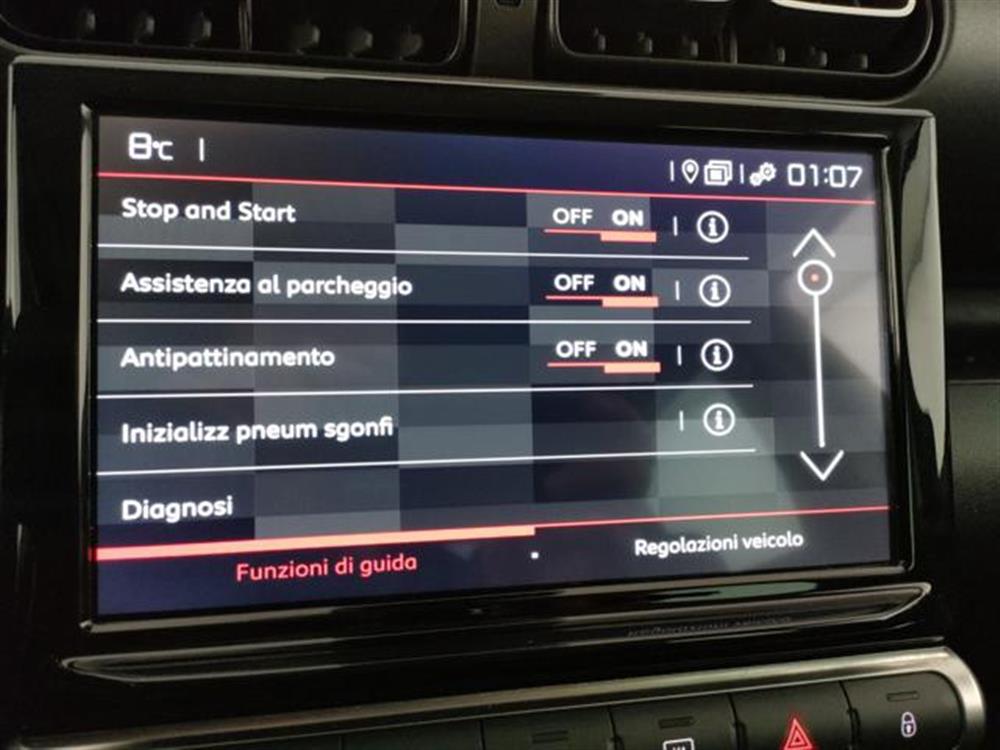 8°C
01:07
Stop and Start OFF ON
Assistenza al parcheggio OFF ON
Antipattinamento OFF ON
Inizializz pneum sgonfi
Diagnosi
Funzioni di guida
Regolazioni veicolo